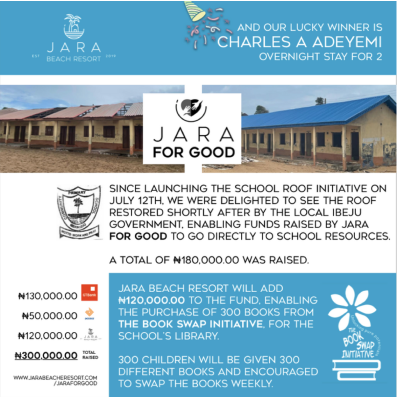 JARA
BEACH RESORT
AND OUR LUCKY WINNER IS
CHARLES A ADEYEMI
OVERNIGHT STAY FOR 2
JARA
FOR GOOD
SINCE LAUNCHING THE SCHOOL ROOF INITIATIVE ON
JULY 12TH, WE WERE DELIGHTED TO SEE THE ROOF
RESTORED SHORTLY AFTER BY THE LOCAL IBEJU
GOVERNMENT, ENABLING FUNDS RAISED BY JARA
FOR GOOD TO GO DIRECTLY TO SCHOOL RESOURCES.
A TOTAL OF ₦180,000.00 WAS RAISED.
₦130,000.00
₦50,000.00
₦120,000.00
₦300,000.00 TOTAL
RAISED
WWW.JARABEACHERESORT.COM
/JARAFORGOOD
JARA BEACH RESORT WILL ADD
₦120,000.00 TO THE FUND, ENABLING
THE PURCHASE OF 300 BOOKS FROM
THE BOOK SWAP INITIATIVE, FOR THE
SCHOOL'S LIBRARY.
300 CHILDREN WILL BE GIVEN 300
DIFFERENT BOOKS AND ENCOURAGED
TO SWAP THE BOOKS WEEKLY.
THE
BOOK
SWAP
INITIATIVE